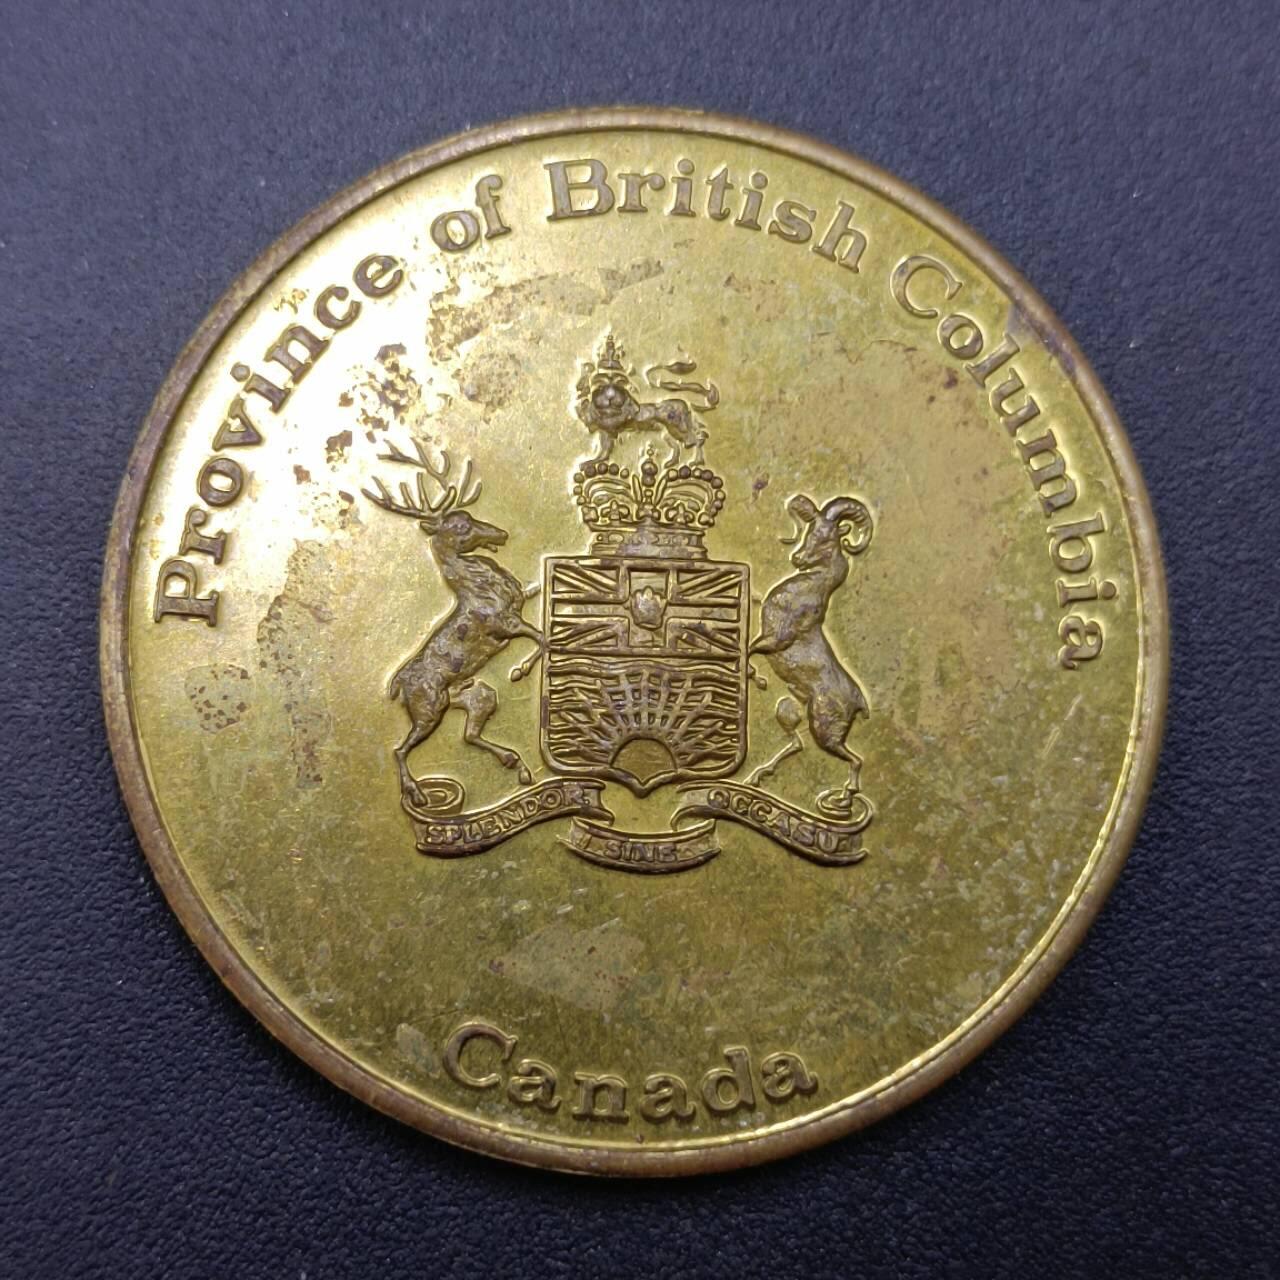 Province of British Columbia
SPLENDOR SINE OCCASU
Canada